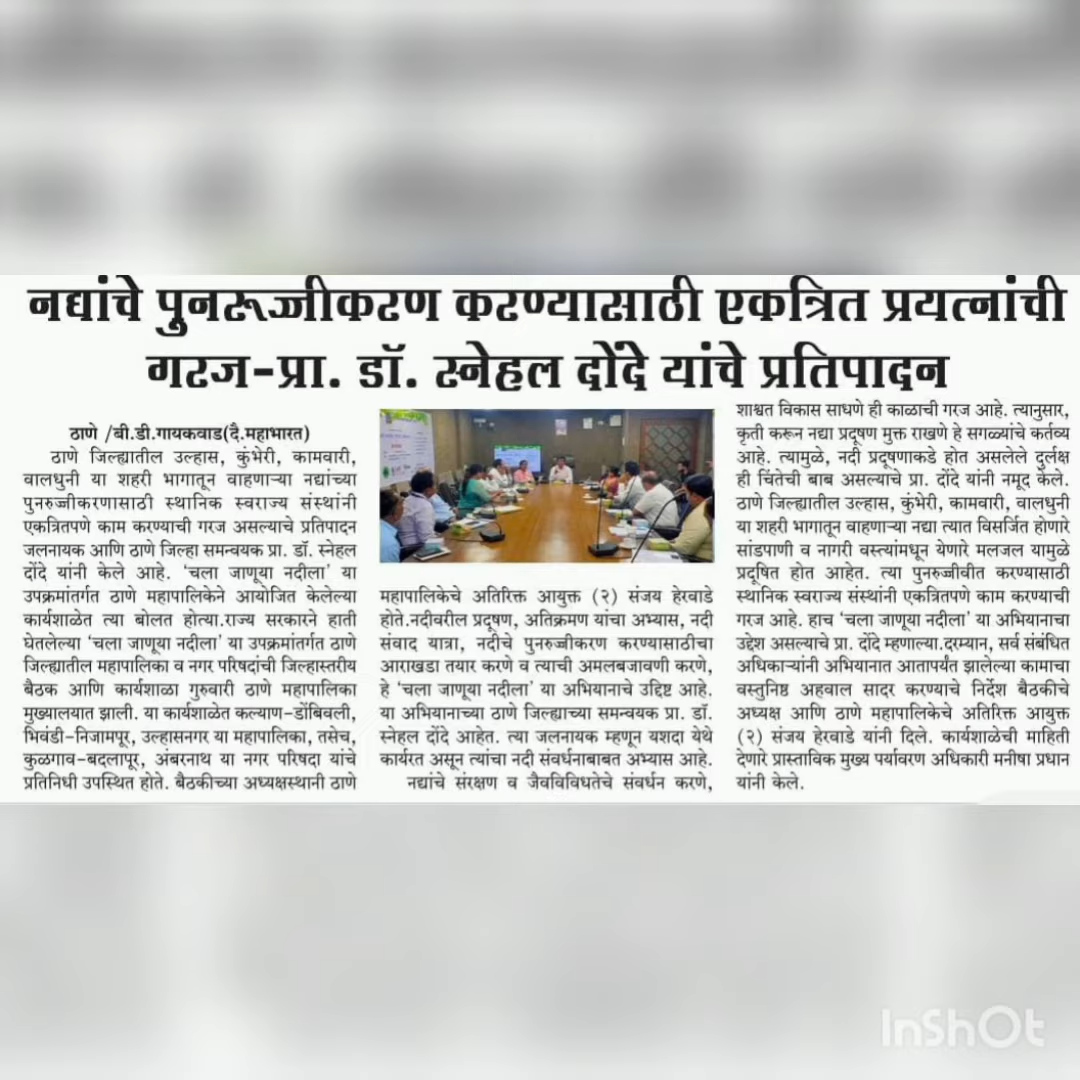 नद्यांचे पुनरूज्जीकरण करण्यासाठी एकत्रित प्रयत्नांची
गरज-प्रा. डॉ. स्नेहल दोंदे यांचे प्रतिपादन
ठाणे /बी.डी.गायकवाड(दै.महाभारत)
ठाणे जिल्ह्यातील उल्हास, कुंभेरी, कामवारी,
वालधुनी या शहरी भागातून वाहणाऱ्या नद्यांच्या
पुनरुज्जीकरणासाठी स्थानिक स्वराज्य संस्थांनी
एकत्रितपणे काम करण्याची गरज असल्याचे प्रतिपादन
जलनायक आणि ठाणे जिल्हा समन्वयक प्रा. डॉ. स्नेहल
दोंदे यांनी केले आहे. 'चला जाणूया नदीला' या
उपक्रमांतर्गत ठाणे महापालिकेने आयोजित केलेल्या
कार्यशाळेत त्या बोलत होत्या.राज्य सरकारने हाती
घेतलेल्या 'चला जाणूया नदीला' या उपक्रमांतर्गत ठाणे
जिल्ह्यातील महापालिका व नगर परिषदांची जिल्हास्तरीय
बैठक आणि कार्यशाळा गुरुवारी ठाणे महापालिका
मुख्यालयात झाली. या कार्यशाळेत कल्याण-डोंबिवली,
भिवंडी-निजामपूर, उल्हासनगर या महापालिका, तसेच,
कुळगाव-बदलापूर, अंबरनाथ या नगर परिषदा यांचे
प्रतिनिधी उपस्थित होते. बैठकीच्या अध्यक्षस्थानी ठाणे
महापालिकेचे अतिरिक्त आयुक्त (२) संजय हेरवाडे
होते.नदीवरील प्रदूषण, अतिक्रमण यांचा अभ्यास, नदी
संवाद यात्रा, नदीचे पुनरुज्जीकरण करण्यासाठीचा
आराखडा तयार करणे व त्याची अमलबजावणी करणे,
हे 'चला जाणूया नदीला' या अभियानाचे उद्दिष्ट आहे.
या अभियानाच्या ठाणे जिल्ह्याच्या समन्वयक प्रा. डॉ.
स्नेहल दोंदे आहेत. त्या जलनायक म्हणून यशदा येथे
कार्यरत असून त्यांचा नदी संवर्धनाबाबत अभ्यास आहे.
नद्यांचे संरक्षण व जैवविविधतेचे संवर्धन करणे,
शाश्वत विकास साधणे ही काळाची गरज आहे. त्यानुसार,
कृती करून नद्या प्रदूषण मुक्त राखणे हे सगळ्यांचे कर्तव्य
आहे. त्यामुळे, नदी प्रदूषणाकडे होत असलेले दुर्लक्ष
ही चिंतेची बाब असल्याचे प्रा. दोंदे यांनी नमूद केले.
ठाणे जिल्ह्यातील उल्हास, कुंभेरी, कामवारी, वालधुनी
या शहरी भागातून वाहणाऱ्या नद्या त्यात विसर्जित होणारे
सांडपाणी व नागरी वस्त्यांमधून येणारे मलजल यामुळे
प्रदूषित होत आहेत. त्या पुनरुज्जीवीत करण्यासाठी
स्थानिक स्वराज्य संस्थांनी एकत्रितपणे काम करण्याची
गरज आहे. हाच 'चला जाणूया नदीला' या अभियानाचा
उद्देश असल्याचे प्रा. दोंदे म्हणाल्या.दरम्यान, सर्व संबंधित
अधिकाऱ्यांनी अभियानात आतापर्यंत झालेल्या कामाचा
वस्तुनिष्ठ अहवाल सादर करण्याचे निर्देश बैठकीचे
अध्यक्ष आणि ठाणे महापालिकेचे अतिरिक्त आयुक्त
(२) संजय हेरवाडे यांनी दिले. कार्यशाळेची माहिती
देणारे प्रास्ताविक मुख्य पर्यावरण अधिकारी मनीषा प्रधान
यांनी केले.
InShOt